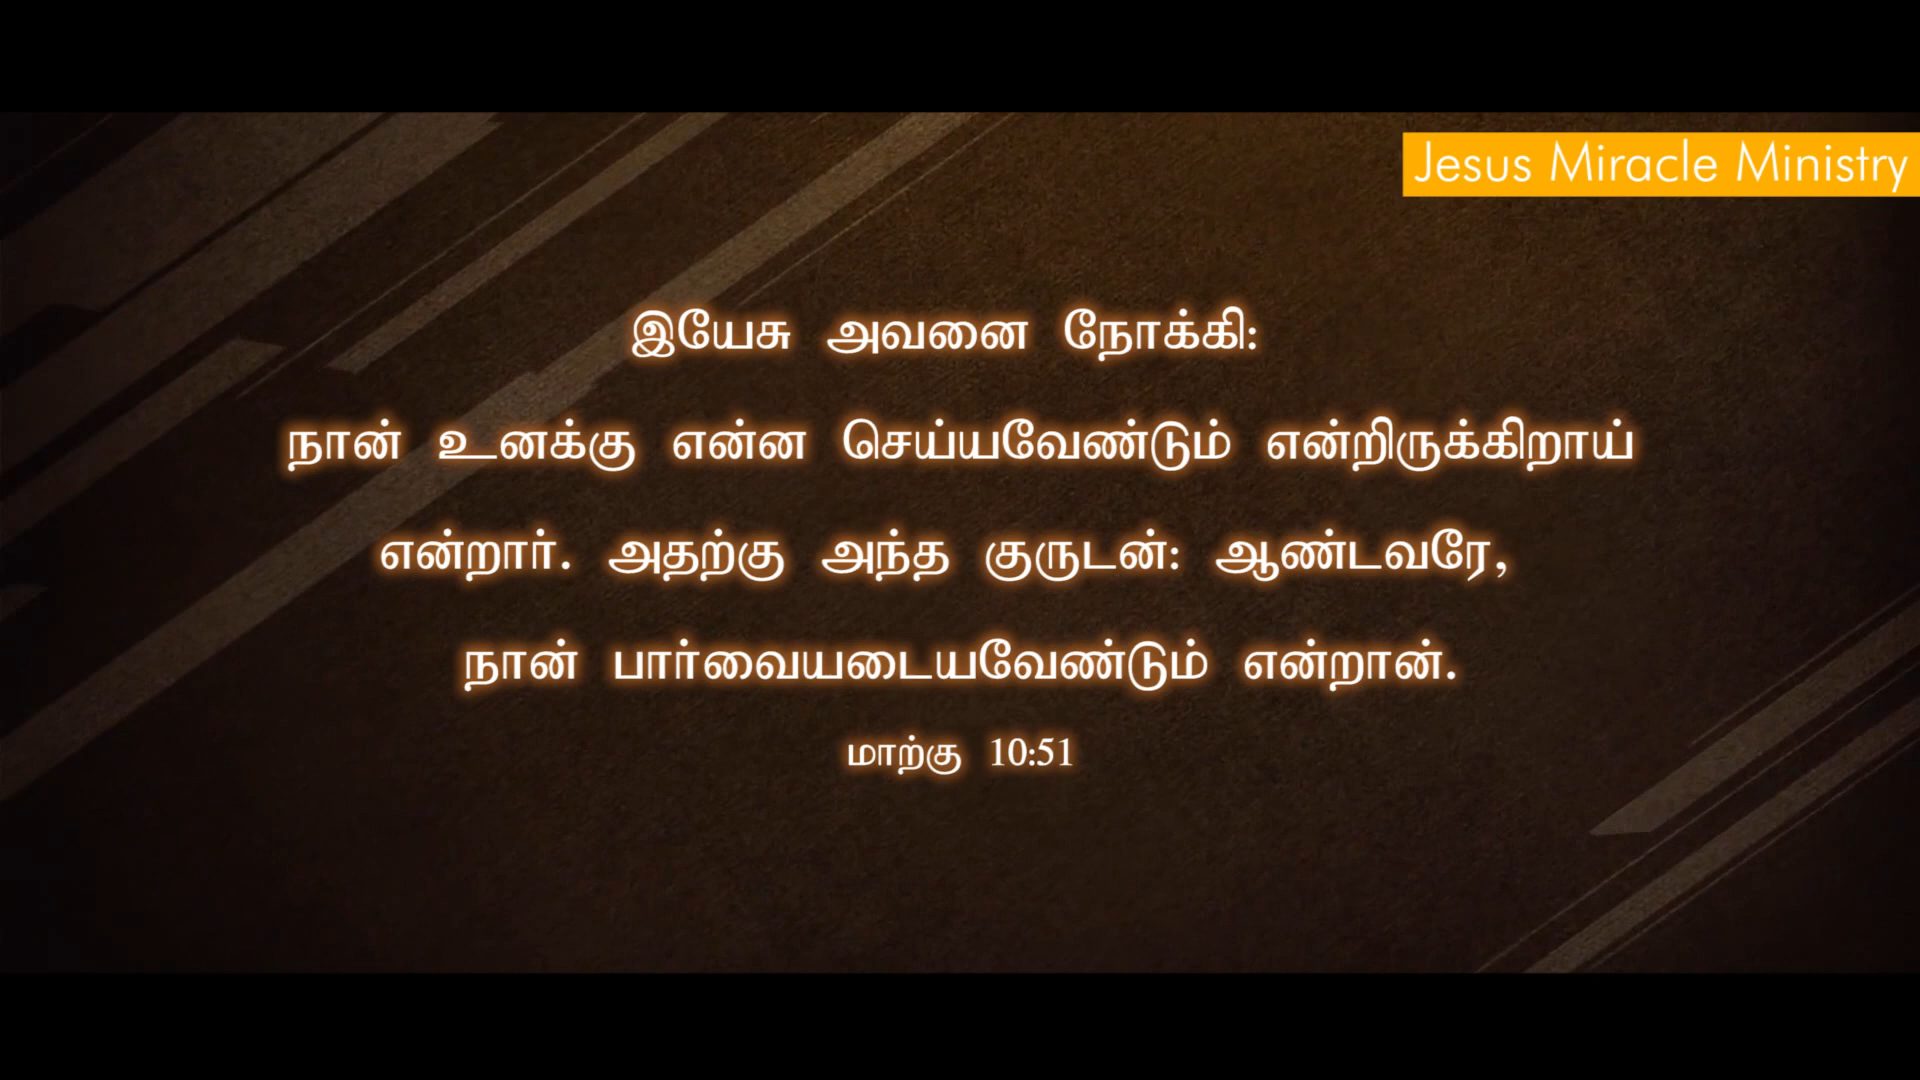 Jesus Miracle Ministry
இயேசு அவனை நோக்கி:
நான் உனக்கு என்ன செய்யவேண்டும் என்றிருக்கிறாய்
என்றார். அதற்கு அந்த குருடன்: ஆண்டவரே,
நான் பார்வையடையவேண்டும் என்றான்.
மாற்கு 10:51